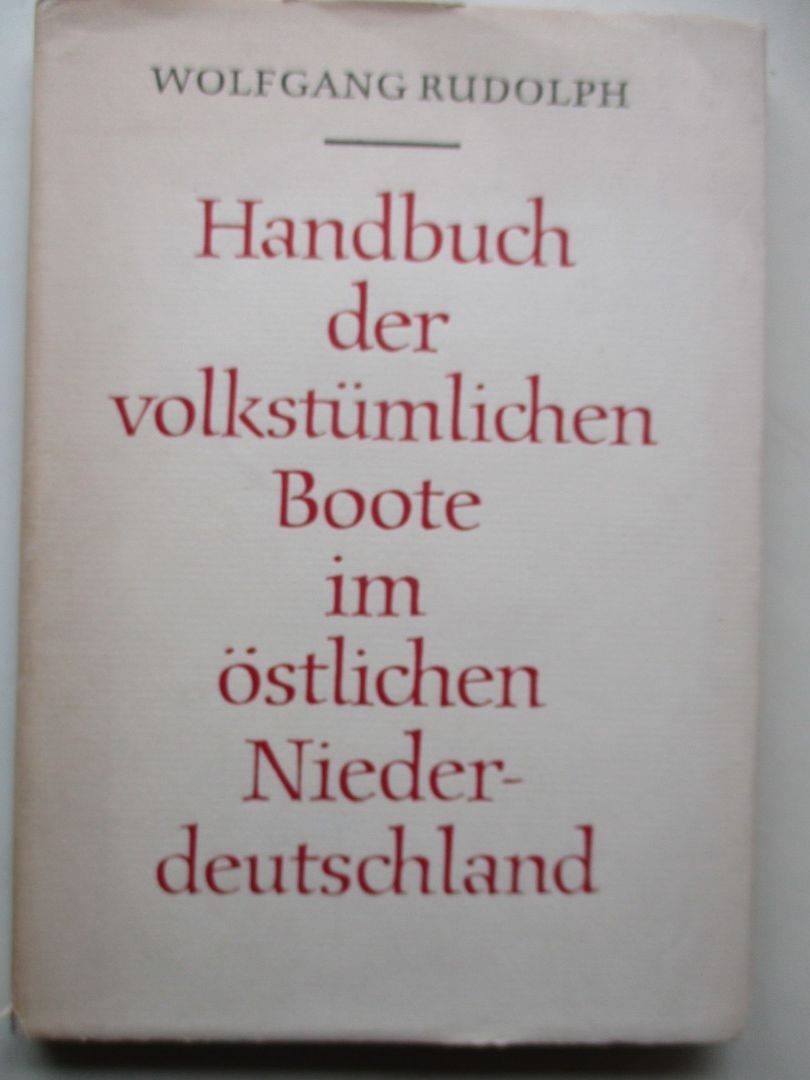 WOLFGANG RUDOLPH
Handbuch
der
volkstümlichen
Boote
im
östlichen
Nieder-
deutschland